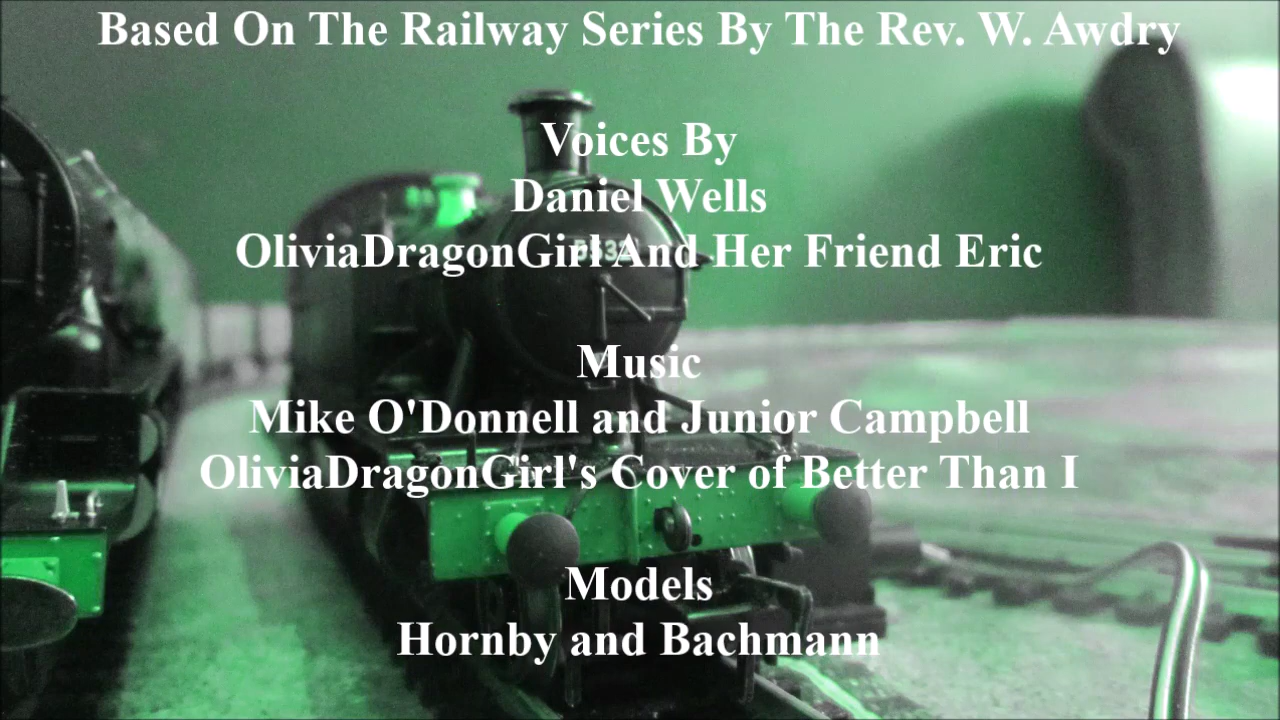 Based On The Railway Series By The Rev. W. Awdry
Voices By
Daniel Wells
OliviaDragonGirl And Her Friend Eric
Music
Mike O'Donnell and Junior Campbell
OliviaDragonGirl's Cover of Better Than I
Models
Hornby and Bachmann